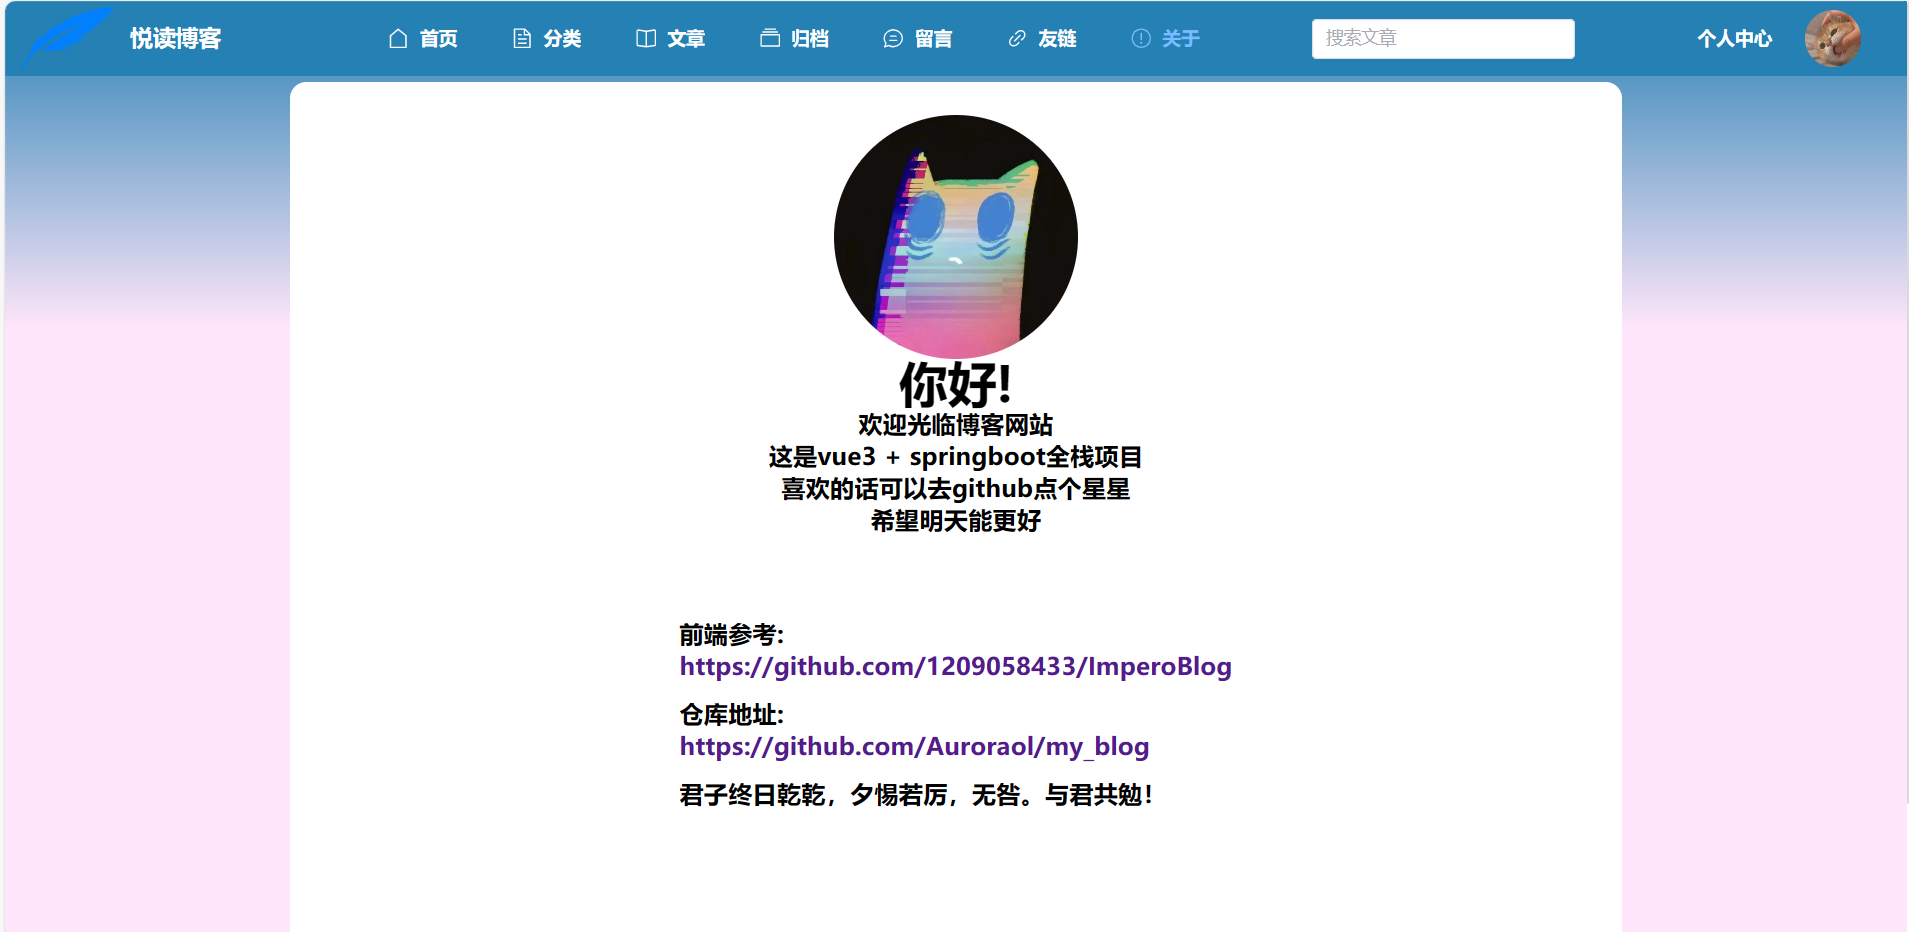 悦读博客
首页
分类
文章
归档
留言
友链
关于
搜索文章
个人中心
你好!
欢迎光临博客网站
这是vue3 + springboot全栈项目
喜欢的话可以去github点个星星
希望明天能更好
前端参考:
https://github.com/1209058433/ImperoBlog
仓库地址:
https://github.com/Auroraol/my_blog
君子终日乾乾，夕惕若厉，无咎。与君共勉！